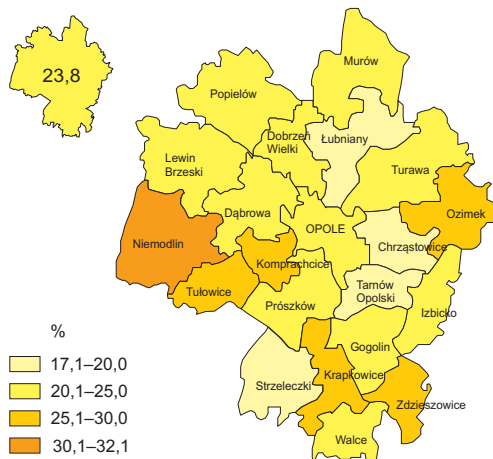 23,8
Murów
Popielów
Dobrzeń
Wielki
Łubniany
Lewin
Brzeski
Turawa
Dąbrowa
Ozimek
OPOLE
Niemodlin
Chrząstowice
Komprachcice
Tułowice
Tarnów
Opolski
Prószków
Izbicko
Gogolin
Strzeleczki
Krapkowice
Zdzieszowice
Walce
%
17,1–20,0
20,1–25,0
25,1–30,0
30,1–32,1